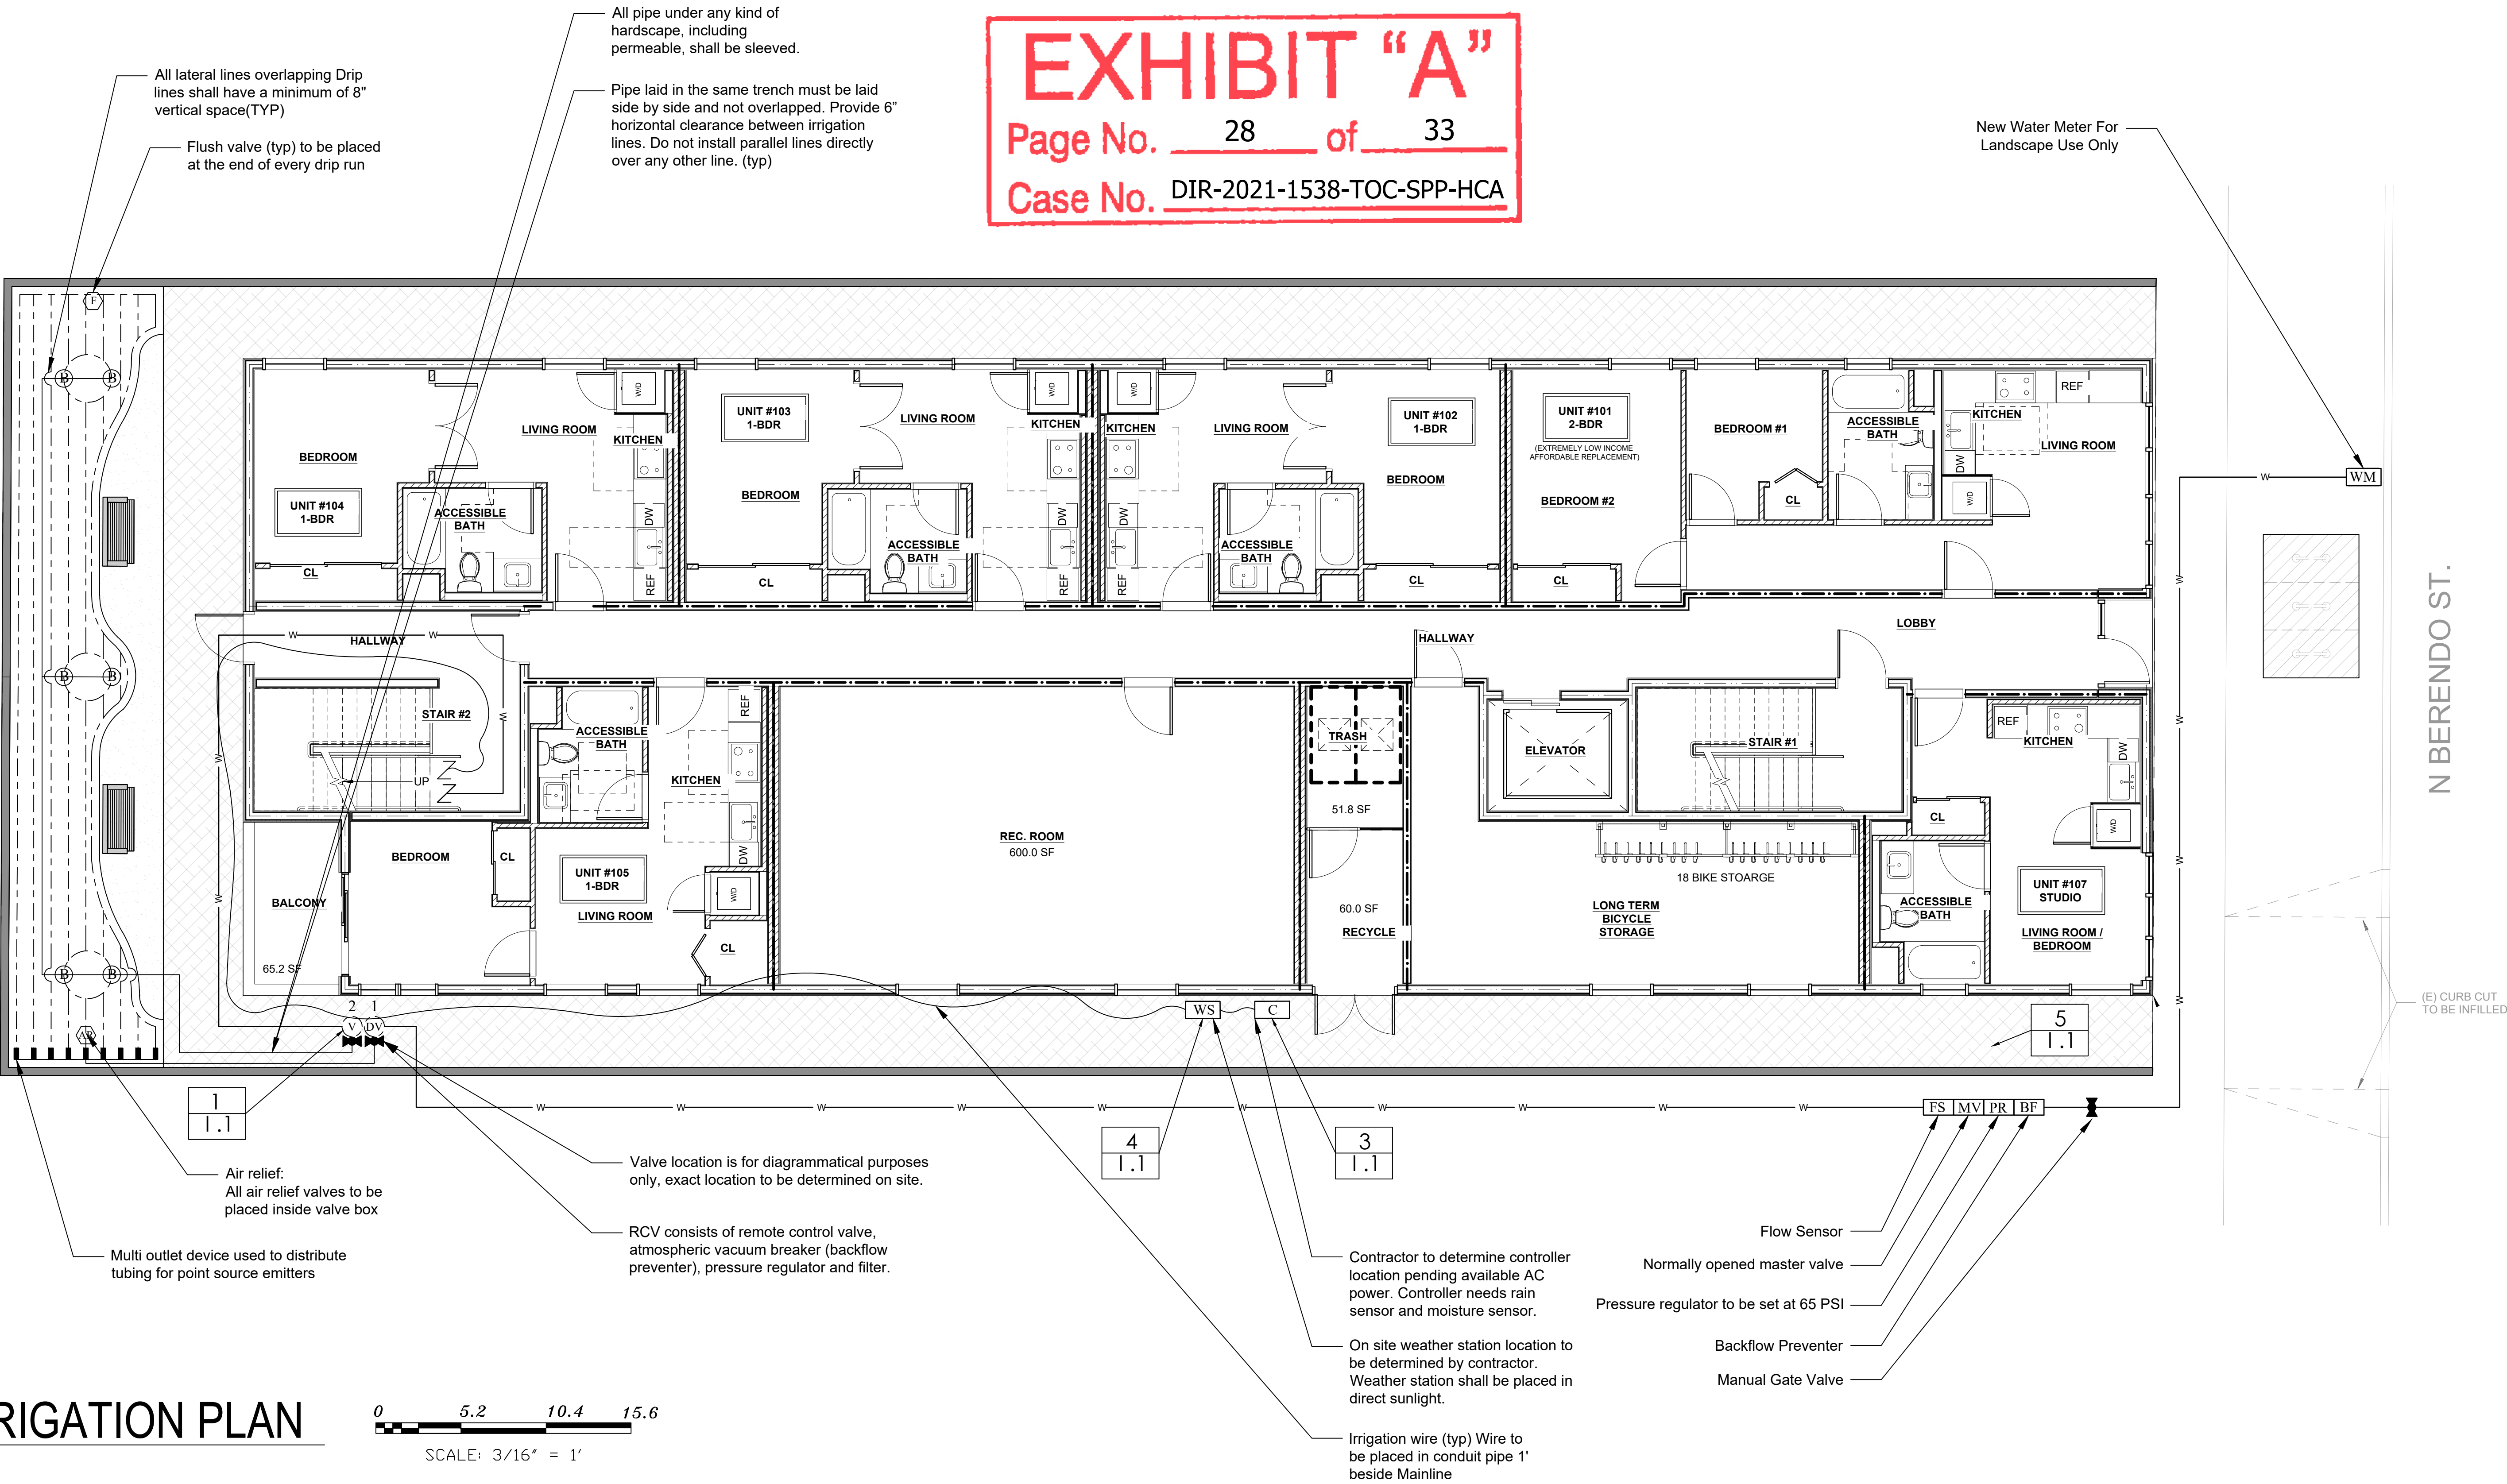 All pipe under any kind of
hardscape, including
permeable, shall be sleeved.
All lateral lines overlapping Drip
lines shall have a minimum of 8"
vertical space(TYP)
Flush valve (typ) to be placed
at the end of every drip run
Pipe laid in the same trench must be laid
side by side and not overlapped. Provide 6”
horizontal clearance between irrigation
lines. Do not install parallel lines directly
over any other line. (typ)
EXHIBIT “A”
Page No. 28 of 33
Case No. DIR-2021-1538-TOC-SPP-HCA
New Water Meter For
Landscape Use Only
F
B
B
B
B
B
B
AR
UNIT #104
1-BDR
BEDROOM
CL
ACCESSIBLE
BATH
LIVING ROOM
KITCHEN
W/D
DW
REF
UNIT #103
1-BDR
BEDROOM
CL
LIVING ROOM
ACCESSIBLE
BATH
KITCHEN
W/D
DW
REF
KITCHEN
W/D
DW
REF
LIVING ROOM
ACCESSIBLE
BATH
UNIT #102
1-BDR
BEDROOM
CL
UNIT #101
2-BDR
(EXTREMELY LOW INCOME
AFFORDABLE REPLACEMENT)
BEDROOM #2
CL
BEDROOM #1
CL
ACCESSIBLE
BATH
KITCHEN
REF
DW
W/D
LIVING ROOM
WM
W
W
W
W
W
N BERENDO ST.
W
HALLWAY
W
W
W
W
HALLWAY
LOBBY
STAIR #2
UP
BALCONY
65.2 SF
BEDROOM
CL
ACCESSIBLE
BATH
REF
KITCHEN
DW
UNIT #105
1-BDR
LIVING ROOM
W/D
CL
REC. ROOM
600.0 SF
TRASH
51.8 SF
60.0 SF
RECYCLE
ELEVATOR
STAIR #1
18 BIKE STOARGE
LONG TERM
BICYCLE
STORAGE
REF
KITCHEN
DW
CL
W/D
UNIT #107
STUDIO
ACCESSIBLE
BATH
LIVING ROOM /
BEDROOM
(E) CURB CUT
TO BE INFILLED
2 1
V DV
WS
C
5
1.1
1
1.1
W W W W W W W W W W
FS MV PR BF
4
1.1
3
1.1
Air relief:
All air relief valves to be
placed inside valve box
Multi outlet device used to distribute
tubing for point source emitters
Valve location is for diagrammatical purposes
only, exact location to be determined on site.
RCV consists of remote control valve,
atmospheric vacuum breaker (backflow
preventer), pressure regulator and filter.
Contractor to determine controller
location pending available AC
power. Controller needs rain
sensor and moisture sensor.
On site weather station location to
be determined by contractor.
Weather station shall be placed in
direct sunlight.
Irrigation wire (typ) Wire to
be placed in conduit pipe 1'
beside Mainline
Flow Sensor
Normally opened master valve
Pressure regulator to be set at 65 PSI
Backflow Preventer
Manual Gate Valve
RIGATION PLAN
0 5.2 10.4 15.6
SCALE: 3/16" = 1'